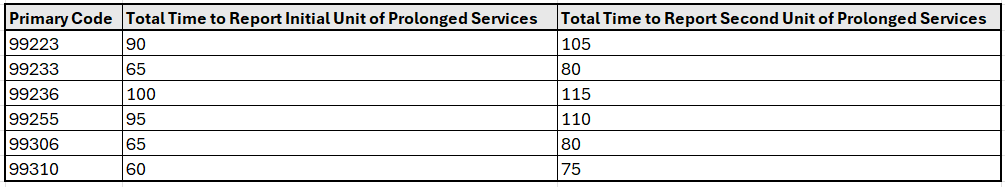 Primary Code Total Time to Report Initial Unit of Prolonged Services Total Time to Report Second Unit of Prolonged Services
99223 90 105
99233 65 80
99236 100 115
99255 95 110
99306 65 80
99310 60 75